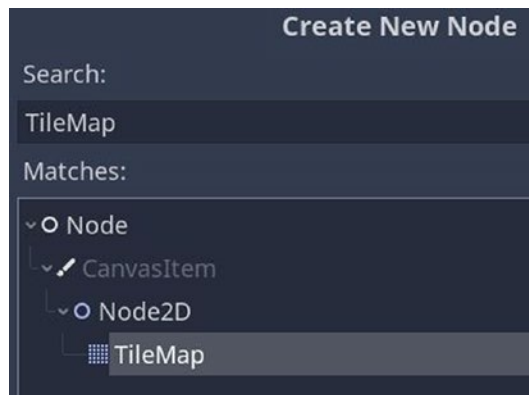 Create New Node
Search:
TileMap
Matches:
Node
CanvasItem
Node2D
TileMap